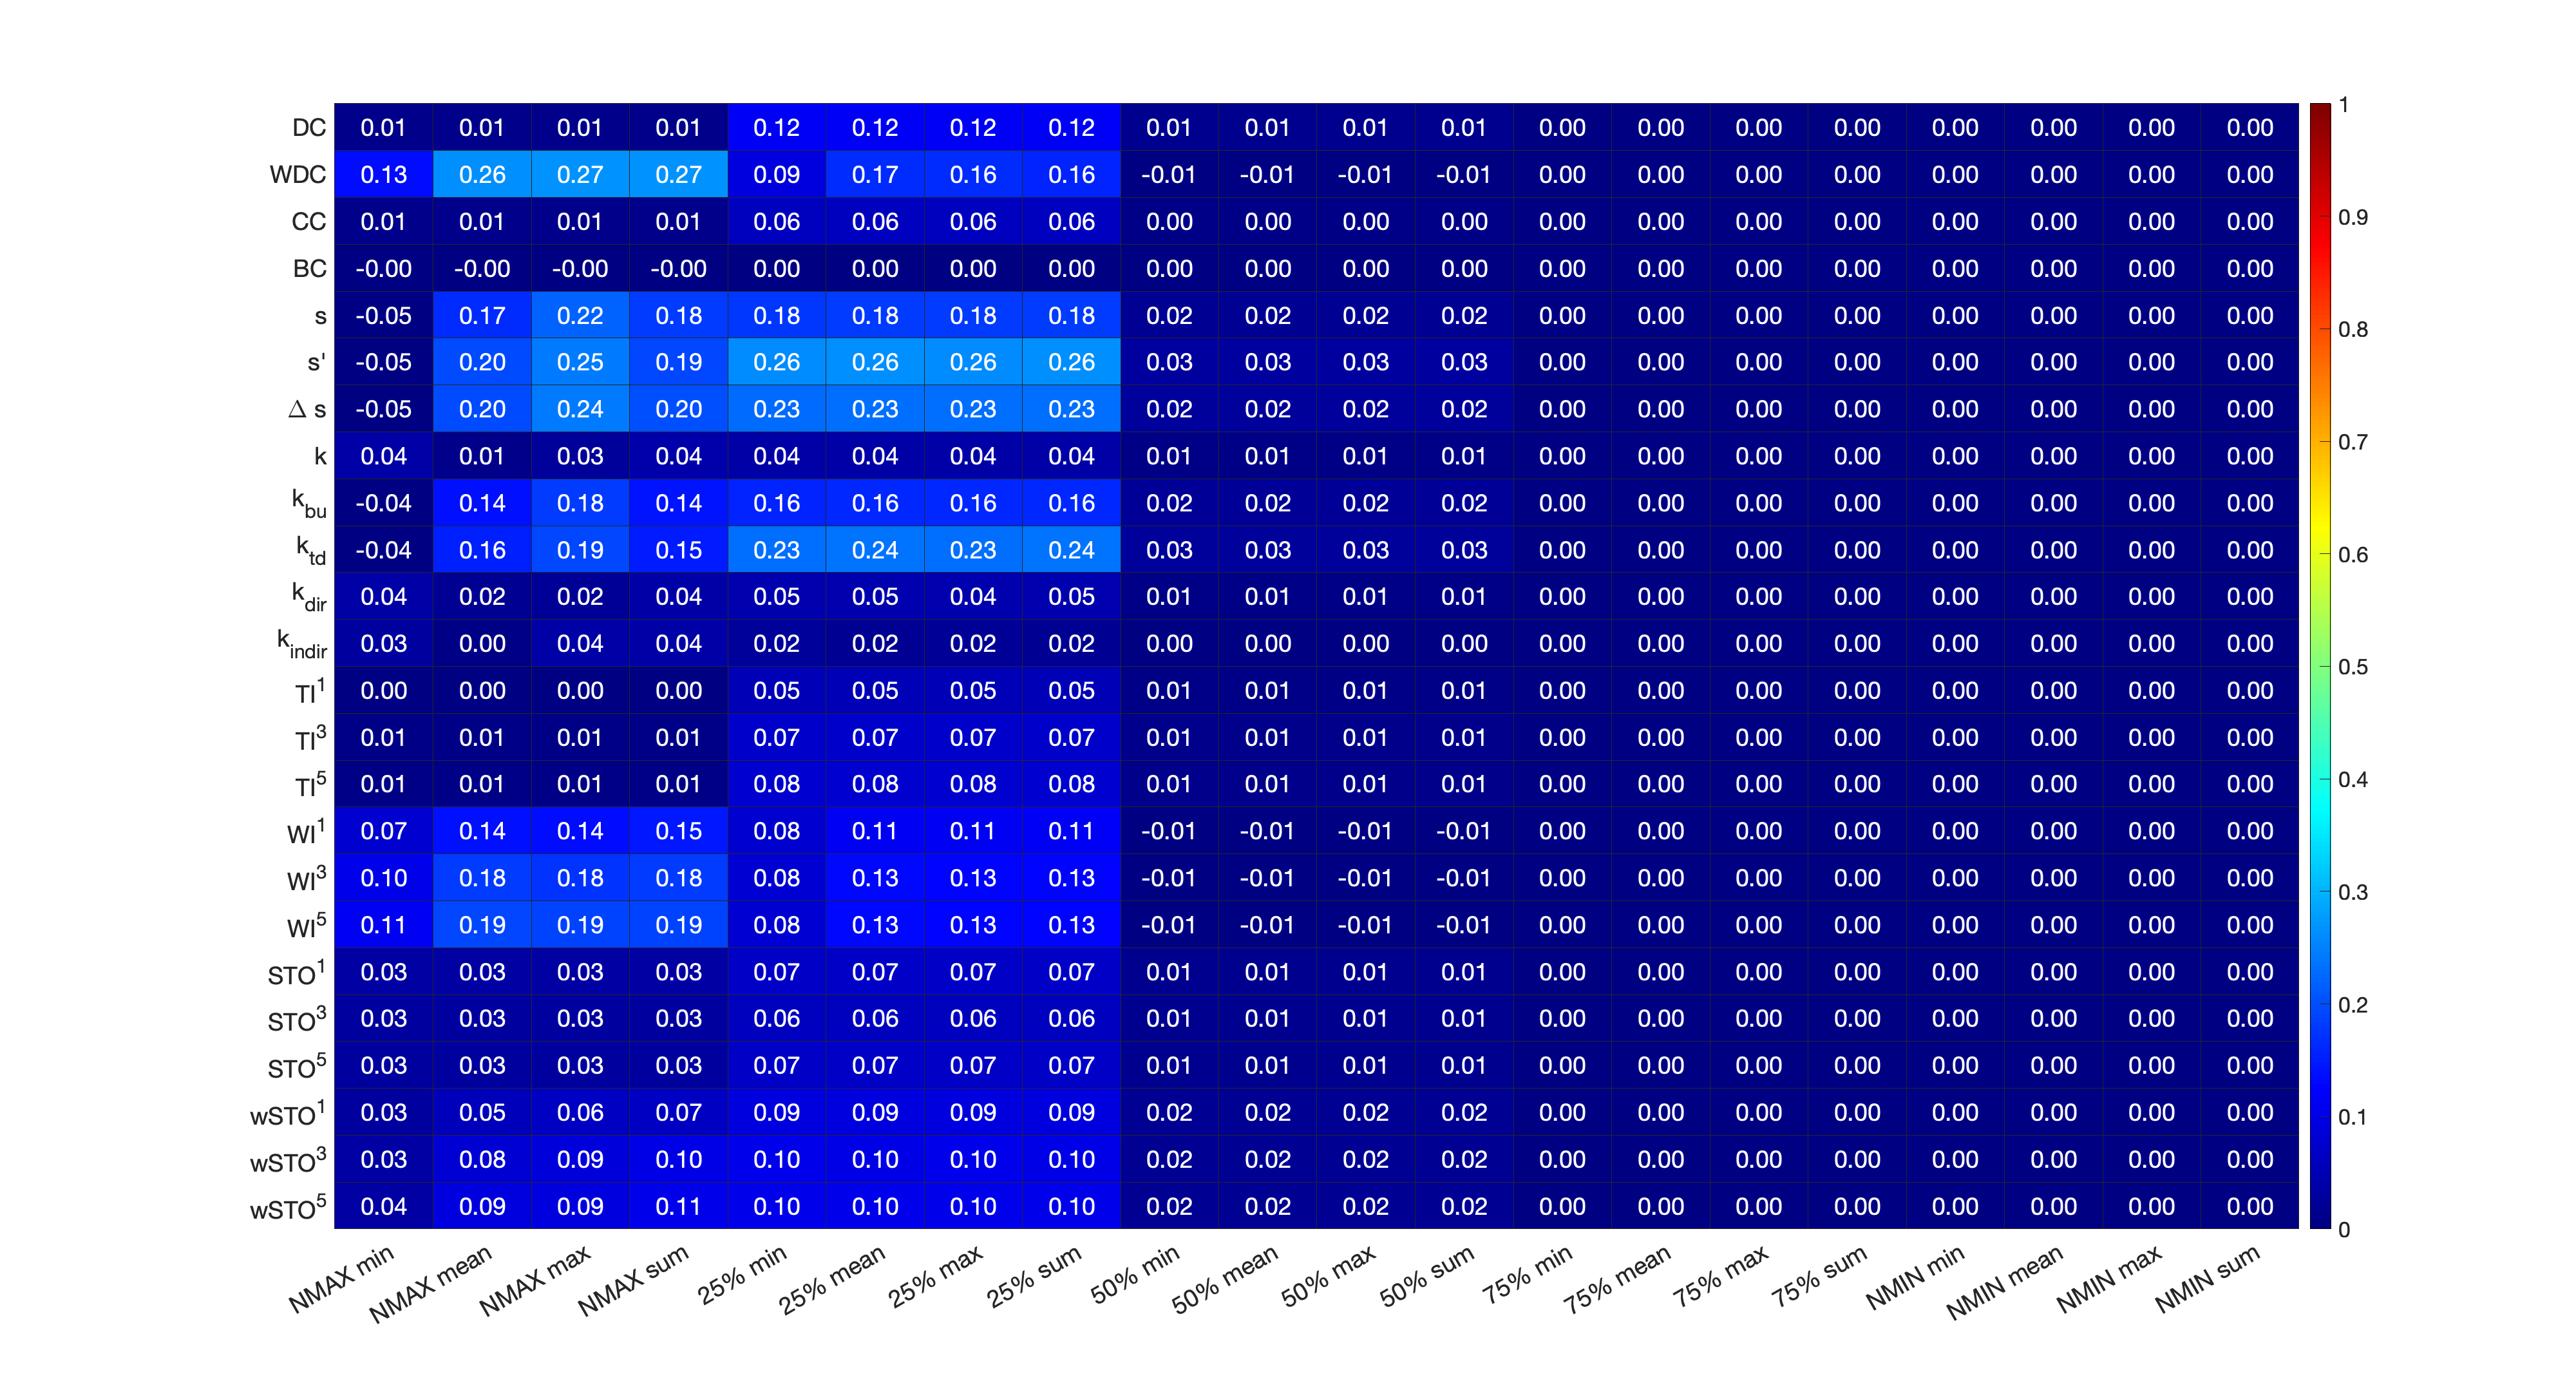 DC 0.01 0.01 0.01 0.01 0.12 0.12 0.12 0.12 0.01 0.01 0.01 0.01 0.00 0.00 0.00 0.00 0.00 0.00 0.00 0.00
WDC 0.13 0.26 0.27 0.27 0.09 0.17 0.16 0.16 -0.01 -0.01 -0.01 -0.01 0.00 0.00 0.00 0.00 0.00 0.00 0.00 0.00
CC 0.01 0.01 0.01 0.01 0.06 0.06 0.06 0.06 0.00 0.00 0.00 0.00 0.00 0.00 0.00 0.00 0.00 0.00 0.00 0.00
BC -0.00 -0.00 -0.00 -0.00 0.00 0.00 0.00 0.00 0.00 0.00 0.00 0.00 0.00 0.00 0.00 0.00 0.00 0.00 0.00 0.00
s -0.05 0.17 0.22 0.18 0.18 0.18 0.18 0.18 0.02 0.02 0.02 0.02 0.00 0.00 0.00 0.00 0.00 0.00 0.00 0.00
s' -0.05 0.20 0.25 0.19 0.26 0.26 0.26 0.26 0.03 0.03 0.03 0.03 0.00 0.00 0.00 0.00 0.00 0.00 0.00 0.00
Δ s -0.05 0.20 0.24 0.20 0.23 0.23 0.23 0.23 0.02 0.02 0.02 0.02 0.00 0.00 0.00 0.00 0.00 0.00 0.00 0.00
k 0.04 0.01 0.03 0.04 0.04 0.04 0.04 0.04 0.01 0.01 0.01 0.01 0.00 0.00 0.00 0.00 0.00 0.00 0.00 0.00
k_bu -0.04 0.14 0.18 0.14 0.16 0.16 0.16 0.16 0.02 0.02 0.02 0.02 0.00 0.00 0.00 0.00 0.00 0.00 0.00 0.00
k_td -0.04 0.16 0.19 0.15 0.23 0.24 0.23 0.24 0.03 0.03 0.03 0.03 0.00 0.00 0.00 0.00 0.00 0.00 0.00 0.00
k_dir 0.04 0.02 0.02 0.04 0.05 0.05 0.04 0.05 0.01 0.01 0.01 0.01 0.00 0.00 0.00 0.00 0.00 0.00 0.00 0.00
k_indir 0.03 0.00 0.04 0.04 0.02 0.02 0.02 0.02 0.00 0.00 0.00 0.00 0.00 0.00 0.00 0.00 0.00 0.00 0.00 0.00
TI¹ 0.00 0.00 0.00 0.00 0.05 0.05 0.05 0.05 0.01 0.01 0.01 0.01 0.00 0.00 0.00 0.00 0.00 0.00 0.00 0.00
TI³ 0.01 0.01 0.01 0.01 0.07 0.07 0.07 0.07 0.01 0.01 0.01 0.01 0.00 0.00 0.00 0.00 0.00 0.00 0.00 0.00
TI⁵ 0.01 0.01 0.01 0.01 0.08 0.08 0.08 0.08 0.01 0.01 0.01 0.01 0.00 0.00 0.00 0.00 0.00 0.00 0.00 0.00
WI¹ 0.07 0.14 0.14 0.15 0.08 0.11 0.11 0.11 -0.01 -0.01 -0.01 -0.01 0.00 0.00 0.00 0.00 0.00 0.00 0.00 0.00
WI³ 0.10 0.18 0.18 0.18 0.08 0.13 0.13 0.13 -0.01 -0.01 -0.01 -0.01 0.00 0.00 0.00 0.00 0.00 0.00 0.00 0.00
WI⁵ 0.11 0.19 0.19 0.19 0.08 0.13 0.13 0.13 -0.01 -0.01 -0.01 -0.01 0.00 0.00 0.00 0.00 0.00 0.00 0.00 0.00
STO¹ 0.03 0.03 0.03 0.03 0.07 0.07 0.07 0.07 0.01 0.01 0.01 0.01 0.00 0.00 0.00 0.00 0.00 0.00 0.00 0.00
STO³ 0.03 0.03 0.03 0.03 0.06 0.06 0.06 0.06 0.01 0.01 0.01 0.01 0.00 0.00 0.00 0.00 0.00 0.00 0.00 0.00
STO⁵ 0.03 0.03 0.03 0.03 0.07 0.07 0.07 0.07 0.01 0.01 0.01 0.01 0.00 0.00 0.00 0.00 0.00 0.00 0.00 0.00
wSTO¹ 0.03 0.05 0.06 0.07 0.09 0.09 0.09 0.09 0.02 0.02 0.02 0.02 0.00 0.00 0.00 0.00 0.00 0.00 0.00 0.00
wSTO³ 0.03 0.08 0.09 0.10 0.10 0.10 0.10 0.10 0.02 0.02 0.02 0.02 0.00 0.00 0.00 0.00 0.00 0.00 0.00 0.00
wSTO⁵ 0.04 0.09 0.09 0.11 0.10 0.10 0.10 0.10 0.02 0.02 0.02 0.02 0.00 0.00 0.00 0.00 0.00 0.00 0.00 0.00
NMAX min
NMAX mean
NMAX max
NMAX sum
25% min
25% mean
25% max
25% sum
50% min
50% mean
50% max
50% sum
75% min
75% mean
75% max
75% sum
NMIN min
NMIN mean
NMIN max
NMIN sum
1
0.9
0.8
0.7
0.6
0.5
0.4
0.3
0.2
0.1
0